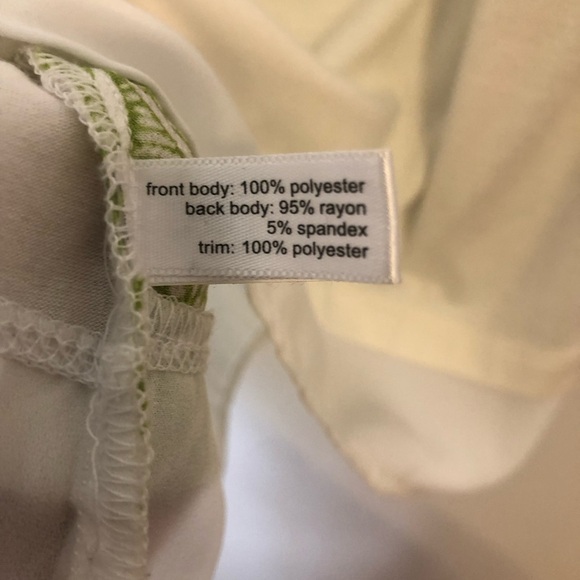 front body: 100% polyester
back body: 95% rayon
5% spandex
trim: 100% polyester